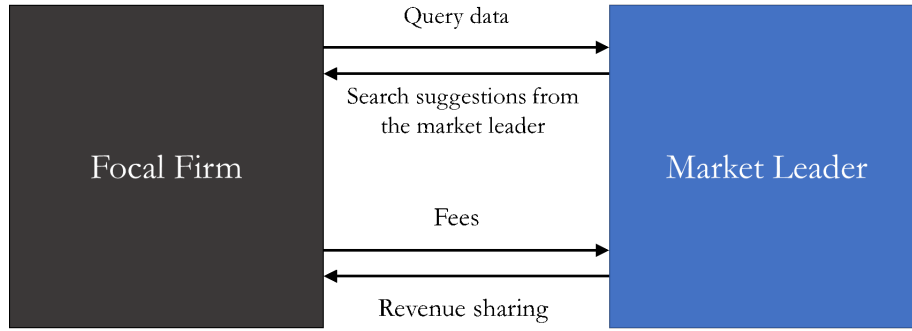 Query data
Search suggestions from
the market leader
Focal Firm
Market Leader
Fees
Revenue sharing